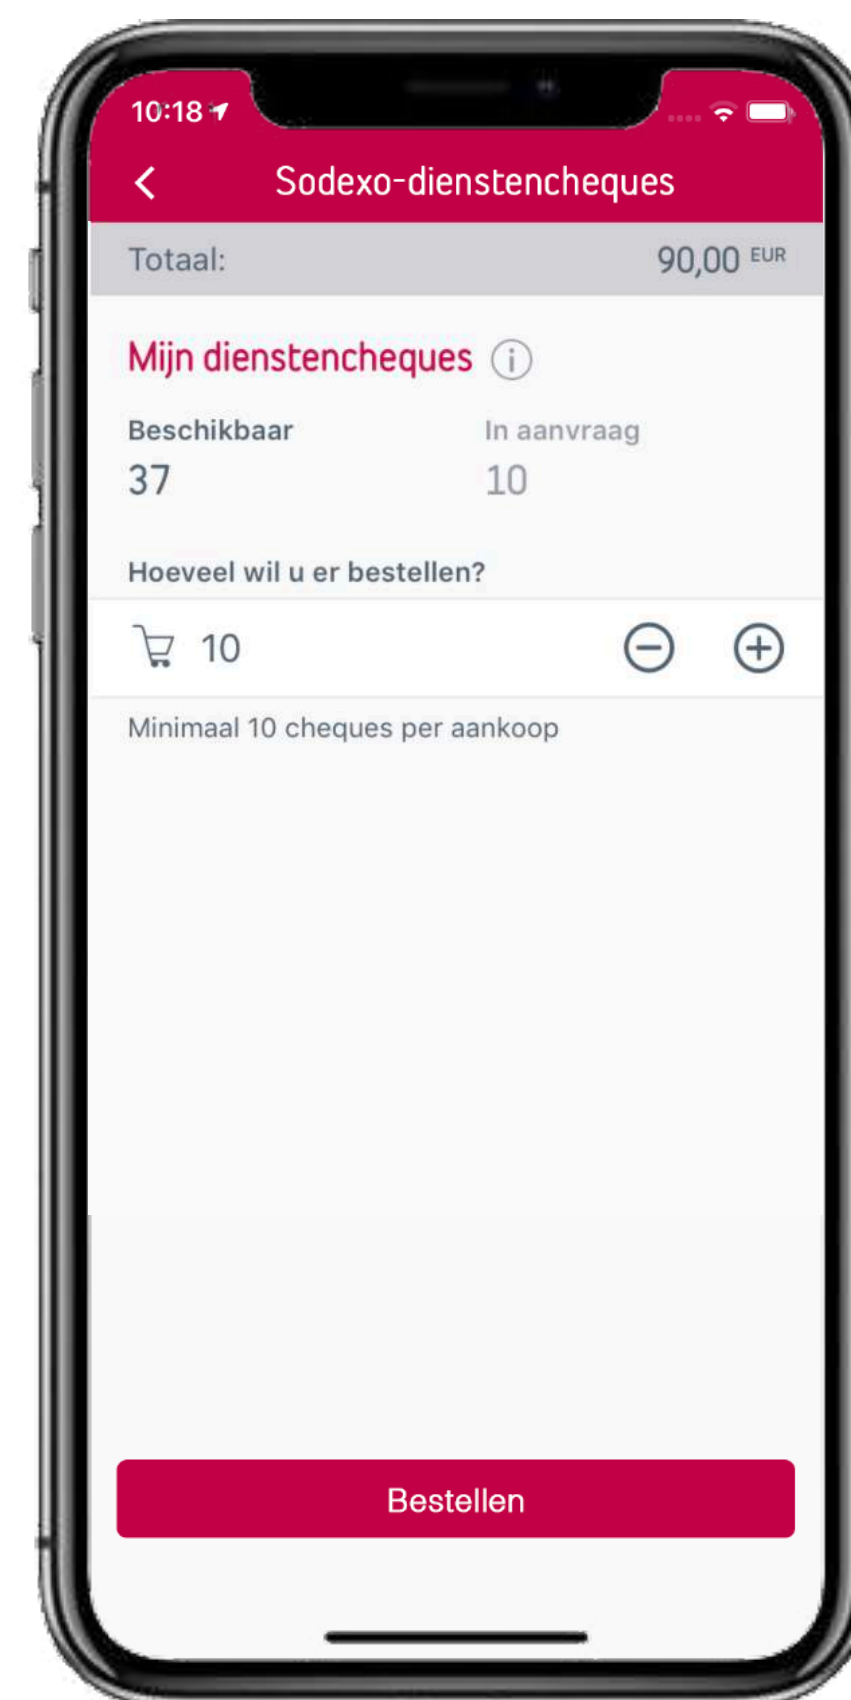 10:18
Sodexo-dienstencheques
Totaal: 90,00 EUR
Mijn dienstencheques
Beschikbaar In aanvraag
37 10
Hoeveel wil u er bestellen?
10
Minimaal 10 cheques per aankoop
Bestellen